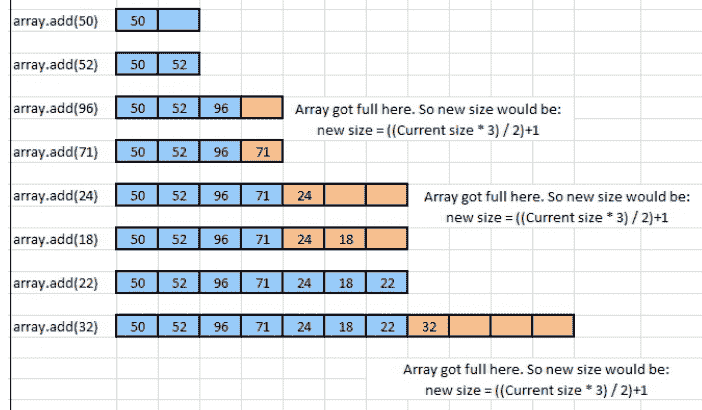 array.add(50) 50
array.add(52) 50 52
array.add(96) 50 52 96 Array got full here. So new size would be:
new size = ((Current size * 3) / 2)+1
array.add(71) 50 52 96 71
array.add(24) 50 52 96 71 24 Array got full here. So new size would be:
new size = ((Current size * 3) / 2)+1
array.add(18) 50 52 96 71 24 18
array.add(22) 50 52 96 71 24 18 22
array.add(32) 50 52 96 71 24 18 22 32
Array got full here. So new size would be:
new size = ((Current size * 3) / 2)+1